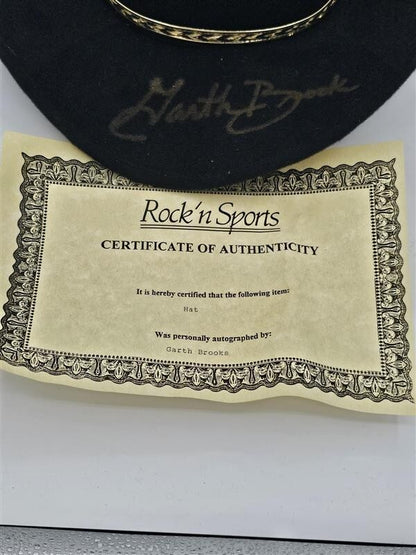 Garth Brooks
Rock'n Sports
CERTIFICATE OF AUTHENTICITY
It is hereby certified that the following item:
Hat
Was personally autographed by:
Garth Brooks